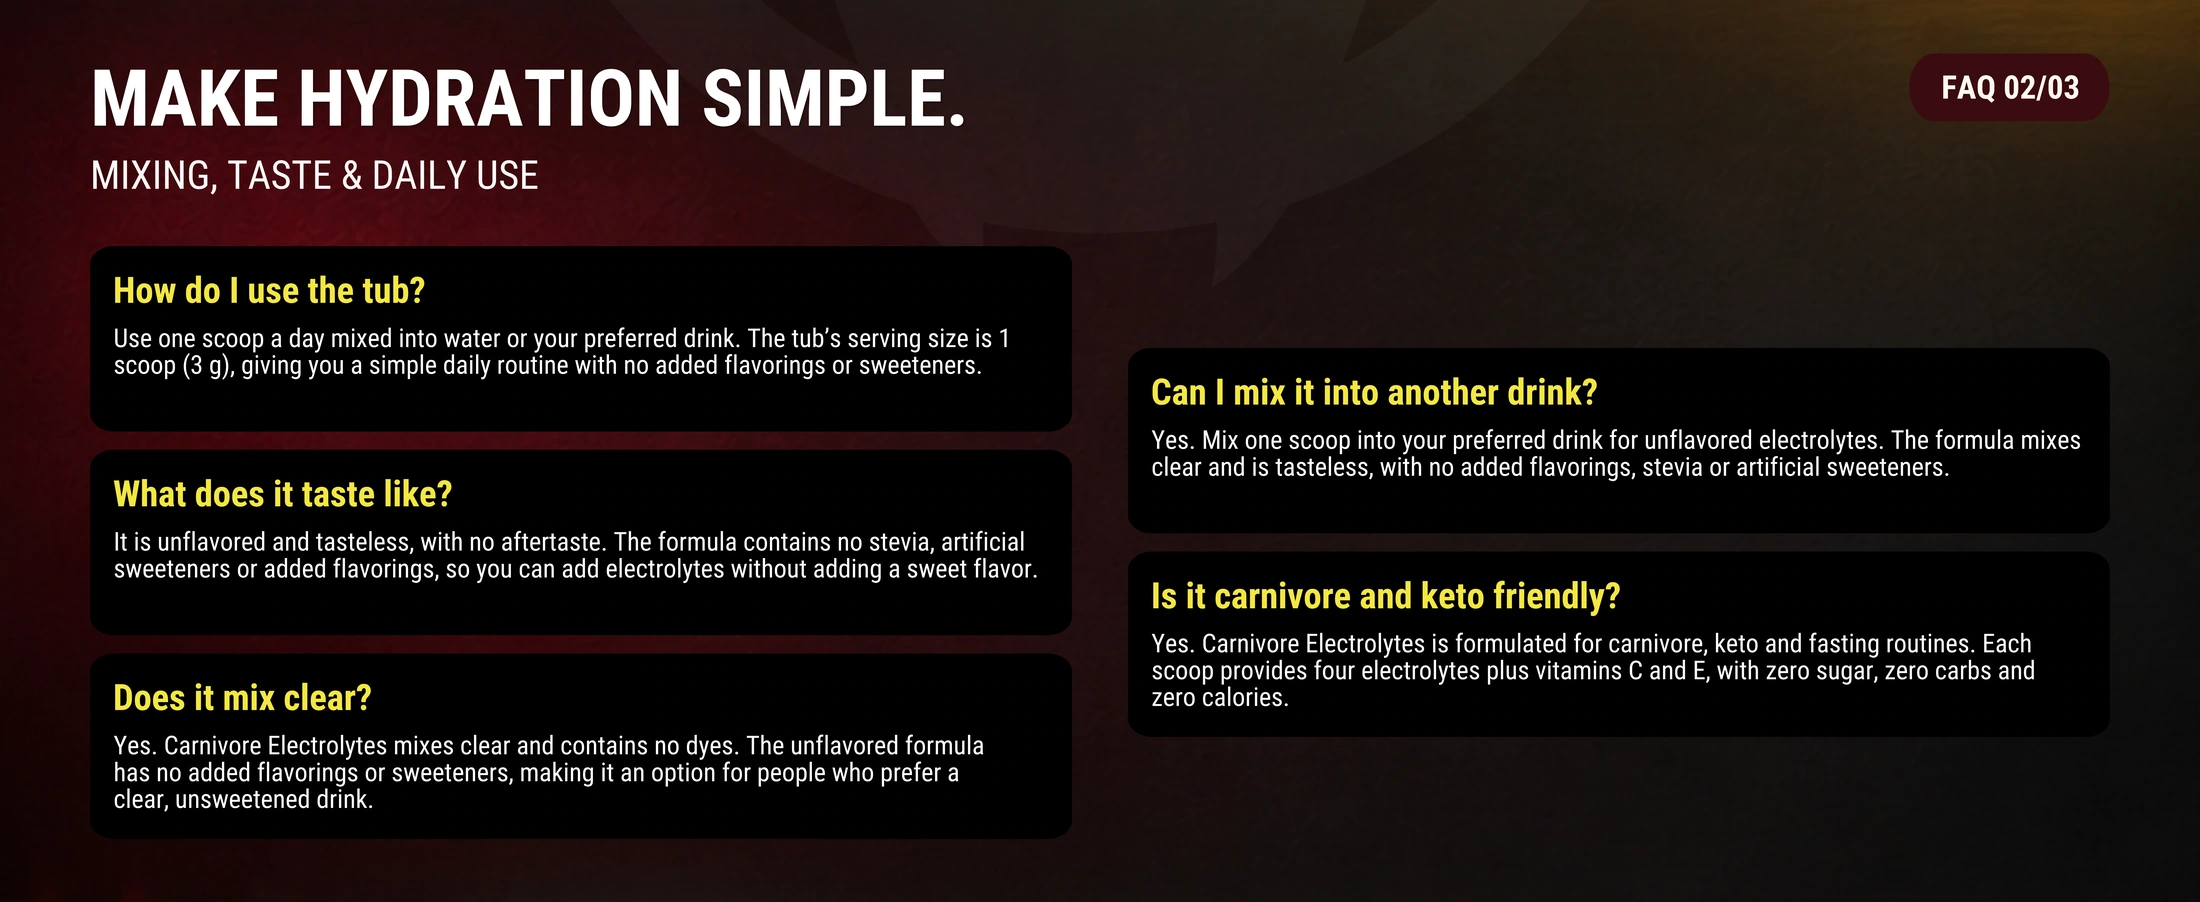 MAKE HYDRATION SIMPLE.
MIXING, TASTE & DAILY USE
FAQ 02/03
How do I use the tub?
Use one scoop a day mixed into water or your preferred drink. The tub’s serving size is 1
scoop (3 g), giving you a simple daily routine with no added flavorings or sweeteners.
What does it taste like?
It is unflavored and tasteless, with no aftertaste. The formula contains no stevia, artificial
sweeteners or added flavorings, so you can add electrolytes without adding a sweet flavor.
Does it mix clear?
Yes. Carnivore Electrolytes mixes clear and contains no dyes. The unflavored formula
has no added flavorings or sweeteners, making it an option for people who prefer a
clear, unsweetened drink.
Can I mix it into another drink?
Yes. Mix one scoop into your preferred drink for unflavored electrolytes. The formula mixes
clear and is tasteless, with no added flavorings, stevia or artificial sweeteners.
Is it carnivore and keto friendly?
Yes. Carnivore Electrolytes is formulated for carnivore, keto and fasting routines. Each
scoop provides four electrolytes plus vitamins C and E, with zero sugar, zero carbs and
zero calories.